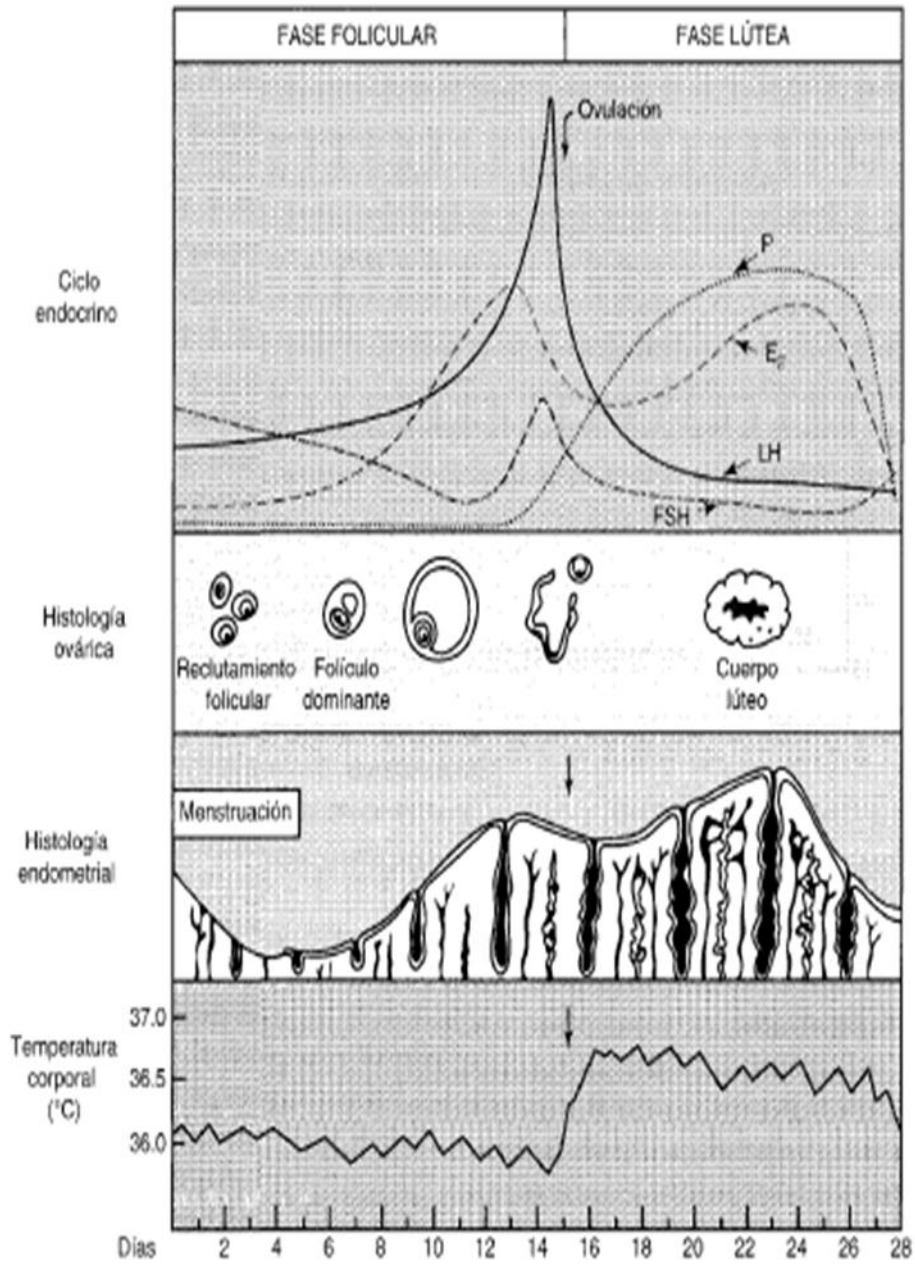 FASE FOLICULAR
FASE LÚTEA
Ovulación
P
E₂
LH
FSH
Ciclo
endocrino
Histología
ovárica
Reclutamiento
folicular
Folículo
dominante
Cuerpo
lúteo
Menstruación
Histología
endometrial
37.0
36.5
36.0
Temperatura
corporal
(°C)
Días 2 4 6 8 10 12 14 16 18 20 22 24 26 28